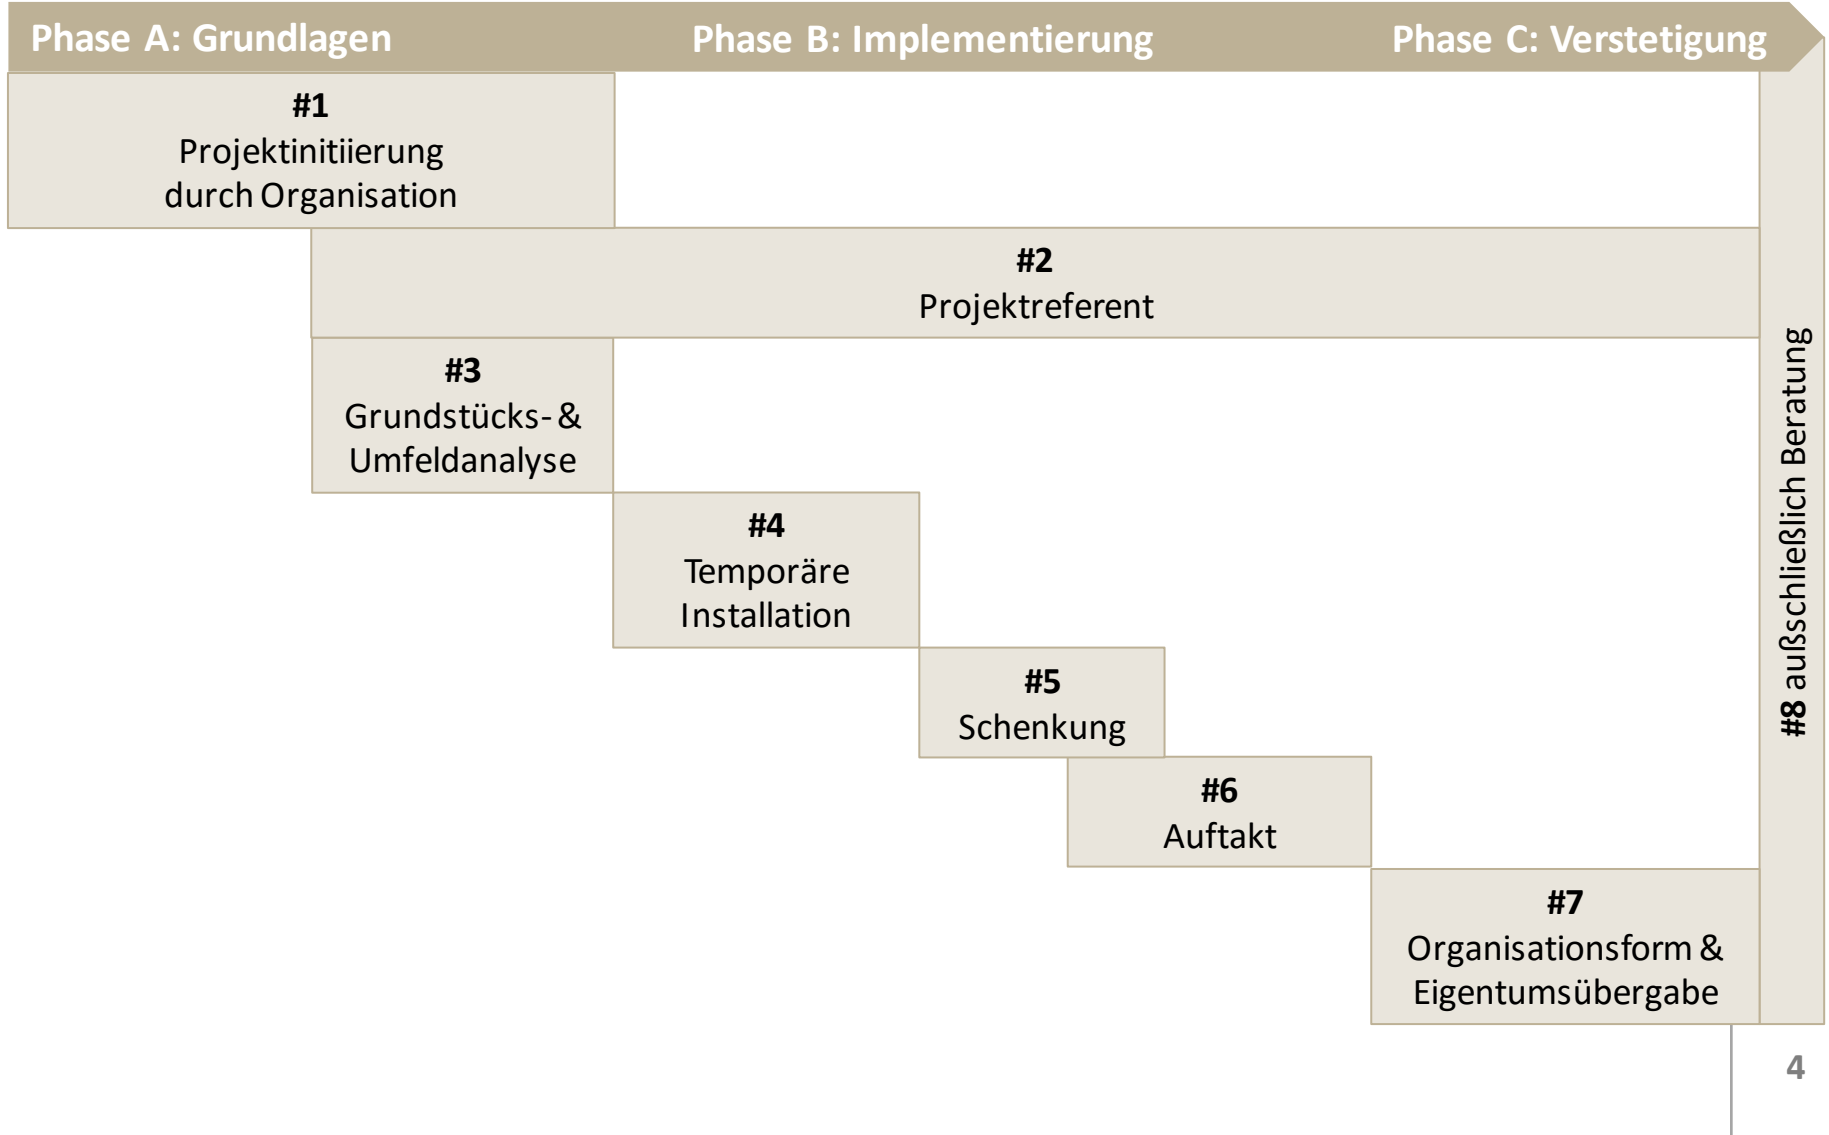 Phase A: Grundlagen
Phase B: Implementierung
Phase C: Verstetigung
#1
Projektinitiierung
durch Organisation
#2
Projektreferent
#3
Grundstücks- &
Umfeldanalyse
#4
Temporäre
Installation
#5
Schenkung
#6
Auftakt
#7
Organisationsform &
Eigentumsübergabe
#8 außschließlich Beratung
4